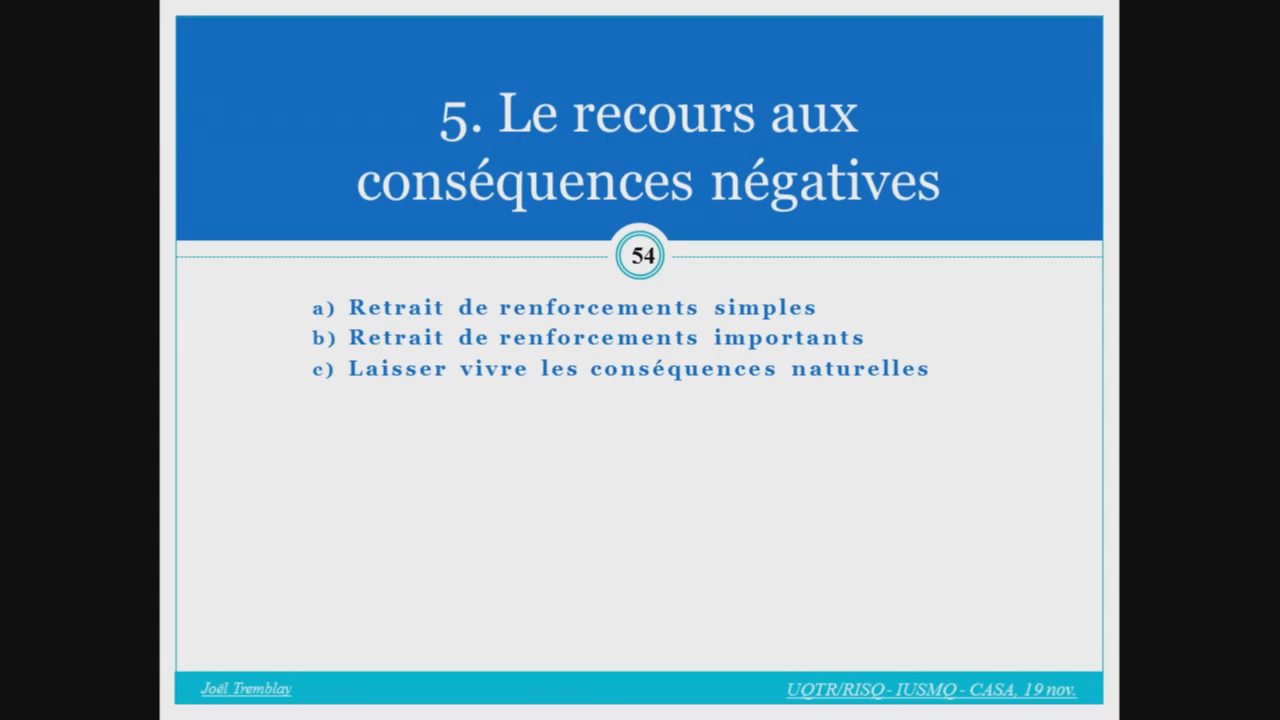 5. Le recours aux
conséquences négatives
54
a) Retrait de renforcements simples
b) Retrait de renforcements importants
c) Laisser vivre les conséquences naturelles
Joël Tremblay
UQTR/RISQ - IUSMQ - CASA, 19 nov.